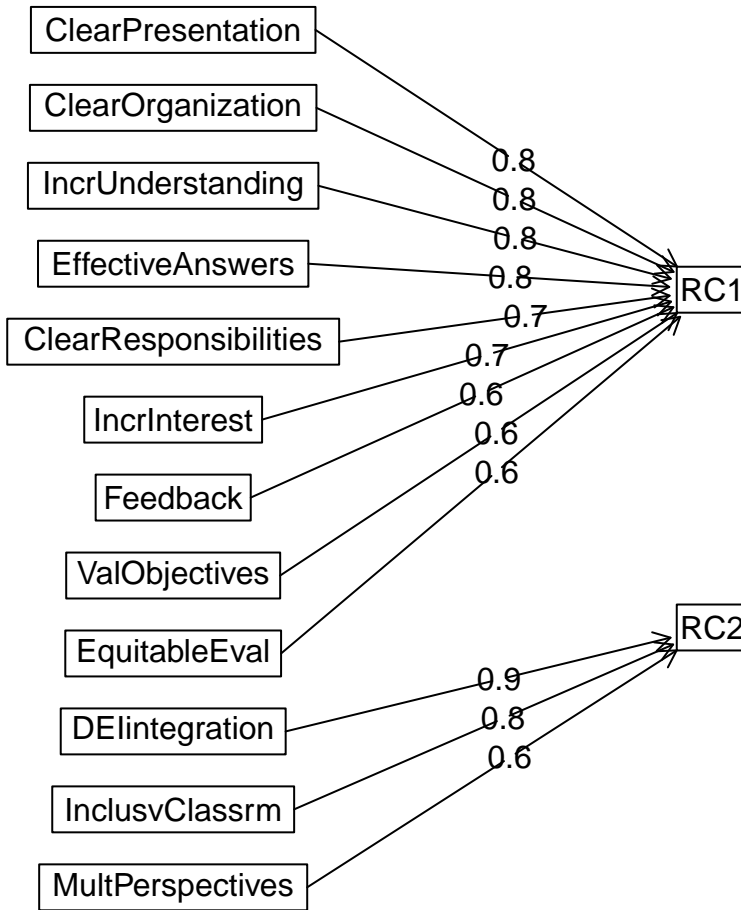 ClearPresentation
ClearOrganization
IncrUnderstanding
EffectiveAnswers
ClearResponsibilities
IncrInterest
Feedback
ValObjectives
EquitableEval
DEIintegration
InclusvClassrm
MultPerspectives
0.8
0.8
0.8
0.8
0.7
0.7
0.6
0.6
0.6
0.9
0.8
0.6
RC1
RC2